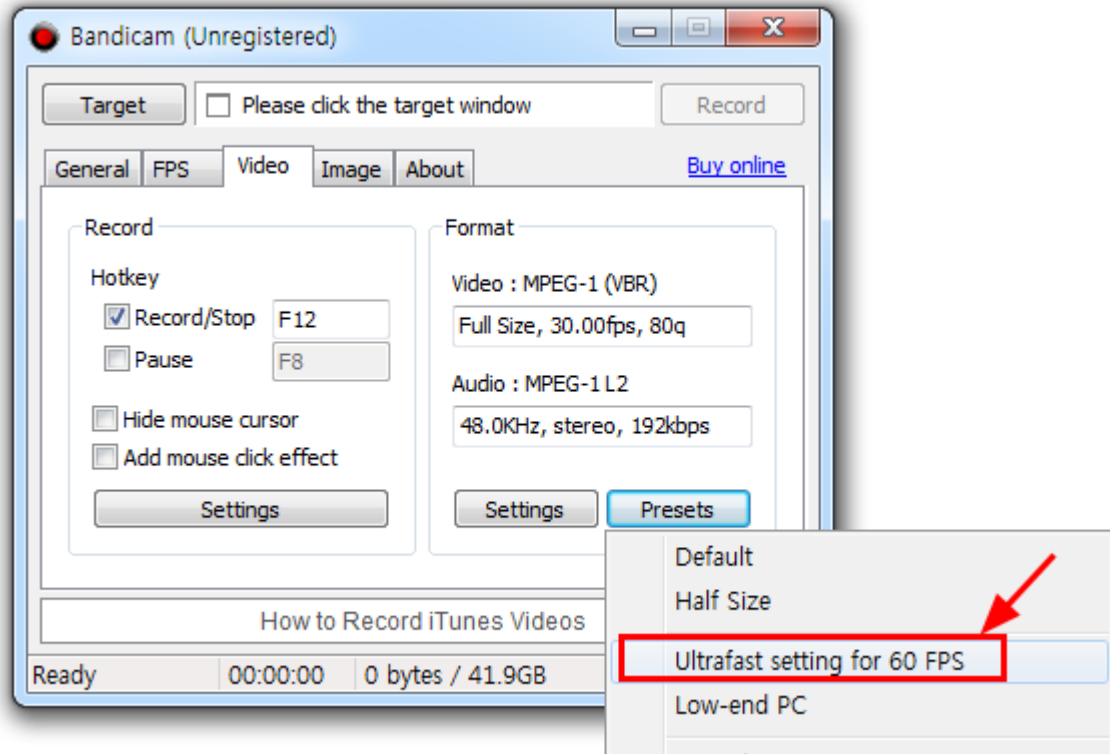 Bandicam (Unregistered)
Target Please click the target window Record
General FPS Video Image About Buy online
Record
Hotkey
Record/Stop F12
Pause F8
Hide mouse cursor
Add mouse click effect
Settings
Format
Video : MPEG-1 (VBR)
Full Size, 30.00fps, 80q
Audio : MPEG-1 L2
48.0KHz, stereo, 192kbps
Settings Presets
Default
Half Size
Ultrafast setting for 60 FPS
Low-end PC
How to Record iTunes Videos
Ready 00:00:00 0 bytes / 41.9GB